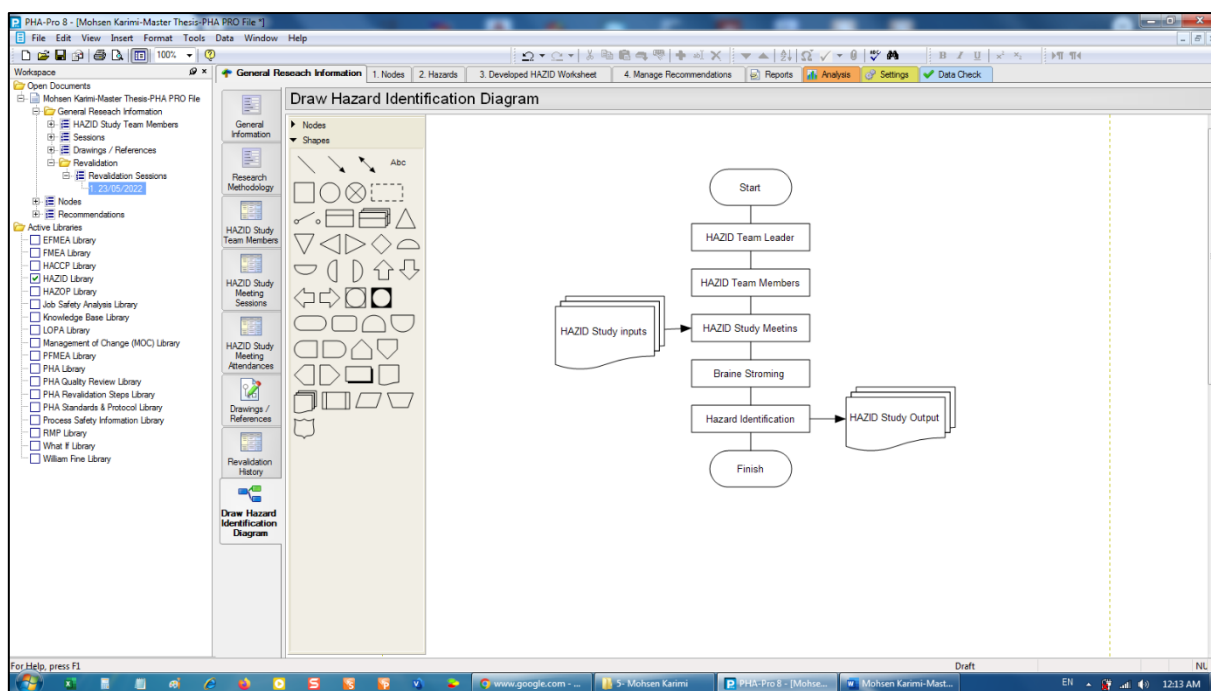 PHA-Pro 8 - [Mohsen Karimi-Master Thesis-PHA PRO File *]
File Edit View Insert Format Tools Data Window Help
100%
B I U
Workspace
General Reseach Information
1. Nodes
2. Hazards
3. Developed HAZID Worksheet
4. Manage Recommendations
Reports
Analysis
Settings
Data Check
Open Documents
Mohsen Karimi-Master Thesis-PHA PRO File
General Reseach Information
HAZID Study Team Members
Sessions
Drawings / References
Revalidation
Revalidation Sessions
1. 23/05/2022
Nodes
Recommendations
Active Libraries
EFMEA Library
FMEA Library
HACCP Library
HAZID Library
HAZOP Library
Job Safety Analysis Library
Knowledge Base Library
LOPA Library
Management of Change (MOC) Library
PFMEA Library
PHA Library
PHA Quality Review Library
PHA Revalidation Steps Library
PHA Standards & Protocol Library
Process Safety Information Library
RMP Library
What If Library
William Fine Library
General
Information
Research
Methodology
HAZID Study
Team Members
HAZID Study
Meeting
Sessions
HAZID Study
Meeting
Attendances
Drawings /
References
Revalidation
History
Draw Hazard
Identification
Diagram
Draw Hazard Identification Diagram
Nodes
Shapes
Abc
Start
HAZID Team Leader
HAZID Team Members
HAZID Study inputs
HAZID Study Meetins
Braine Stroming
Hazard Identification
HAZID Study Output
Finish
For Help, press F1
Draft
NU
www.google.com - ...
5- Mohsen Karimi
PHA-Pro 8 - [Mohse...
Mohsen Karimi-Mast...
EN
12:13 AM